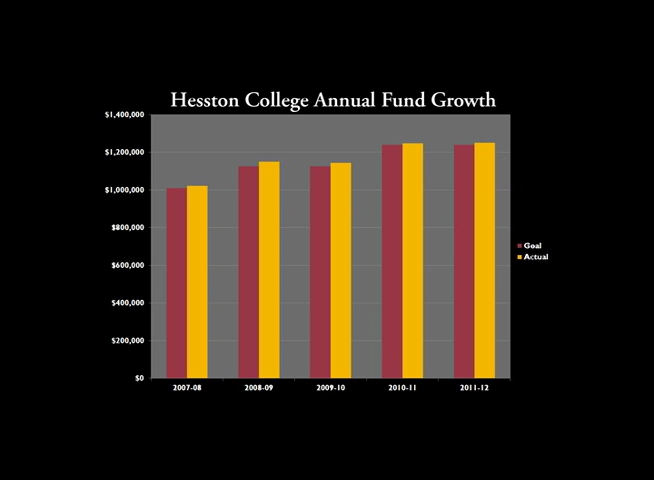 Hesston College Annual Fund Growth
$1,400,000
$1,200,000
$1,000,000
$800,000
$600,000
$400,000
$200,000
$0
2007-08 2008-09 2009-10 2010-11 2011-12
Goal
Actual